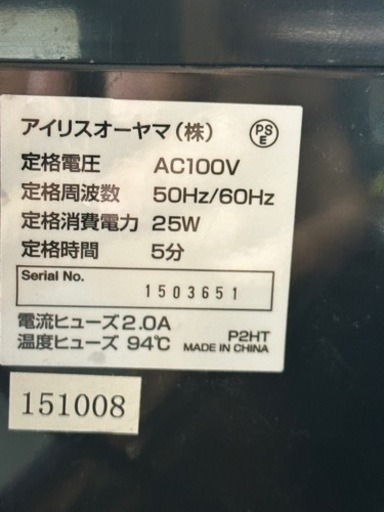 アイリスオーヤマ(株) PSE
定格電圧 AC100V
定格周波数 50Hz/60Hz
定格消費電力 25W
定格時間 5分
Serial No.
1503651
電流ヒューズ2.0A
温度ヒューズ 94℃ P2HT
MADE IN CHINA
151008